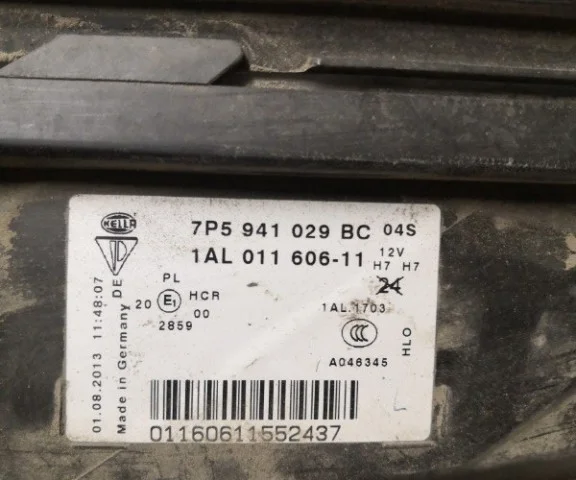 HELLA
7P5 941 029 BC 04S
1AL 011 606-11 12V
H7 H7
24
PL
20 E1 HCR
00
2859
1AL.1703
CCC
A046345
HLO
01.08.2013 11:48:07
Made in Germany DE
L
01160611552437